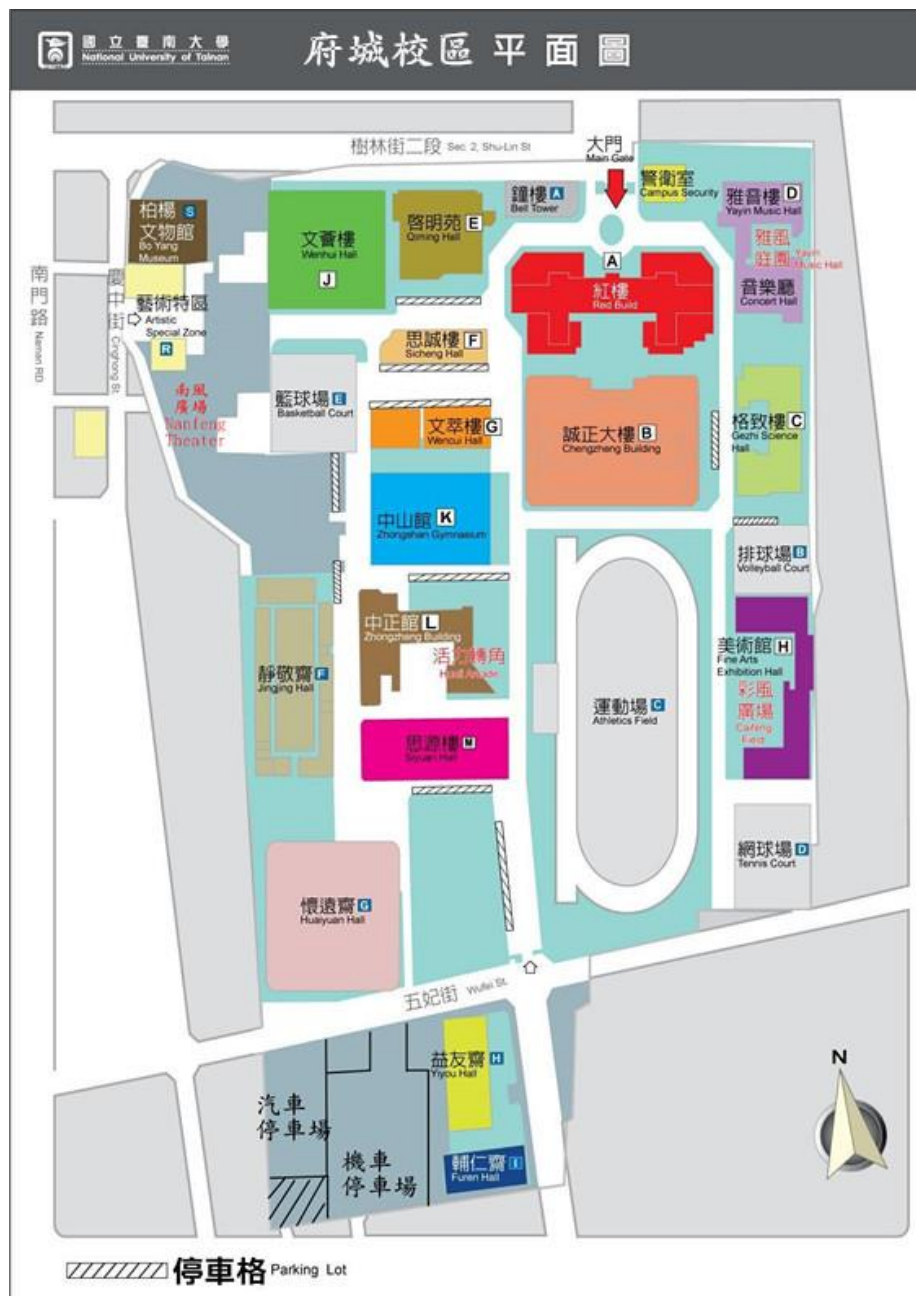 國立臺南大學
National University of Tainan
府城校區平面圖
樹林街二段 Sec. 2, Shu-Lin St
大門
Main Gate
警衛室
Campus Security
鐘樓 A
Bell Tower
雅音樓 D
Yayin Music Hall
雅風
庭園 Yayin
Music Hall
音樂廳
Concert Hall
柏楊 S
文物館
Bo Yang
Museum
文薈樓
Wenhui Hall
J
啓明苑 E
Qiming Hall
A
紅樓
Red Build
南門路 Nanan RD.
慶中街 Cinghong St.
藝術特區
Artistic
Special Zone
R
思誠樓 F
Sicheng Hall
南風
廣場
Nanfeng
Theater
籃球場 E
Basketball Court
文萃樓 G
Wencui Hall
誠正大樓 B
Chengzheng Building
格致樓 C
Gezhi Science
Hall
中山館 K
Zhongshan Gymnasium
排球場 B
Volleyball Court
中正館 L
Zhongzheng Building
活力轉角
靜敬齋 F
Jingjing Hall
美術館 H
Fine Arts
Exhibition Hall
彩風
廣場
Caifeng
Field
運動場 C
Athletics Field
思源樓 M
Siyuan Hall
網球場 D
Tennis Court
懷遠齋 G
Huaiyuan Hall
五妃街 Wufei St.
益友齋 H
Yiyou Hall
汽車
停車場
機車
停車場
輔仁齋 I
Furen Hall
N
停車格 Parking Lot